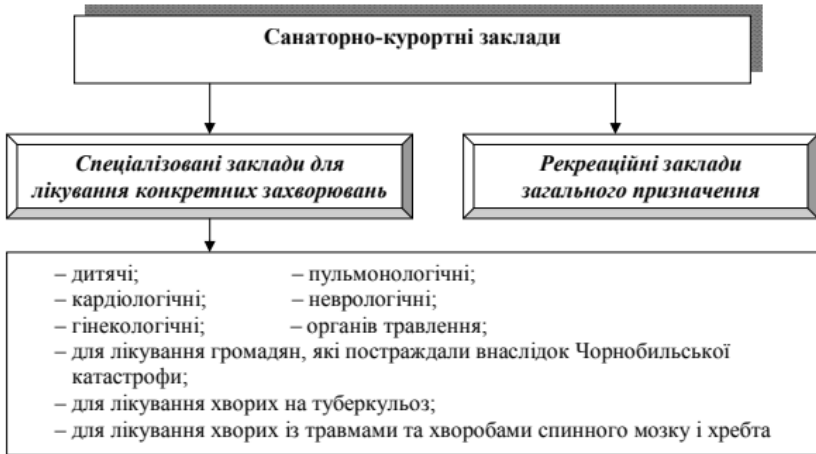 Санаторно-курортні заклади
Спеціалізовані заклади для
лікування конкретних захворювань
Рекреаційні заклади
загального призначення
– дитячі; – пульмонологічні;
– кардіологічні; – неврологічні;
– гінекологічні; – органів травлення;
– для лікування громадян, які постраждали внаслідок Чорнобильської
катастрофи;
– для лікування хворих на туберкульоз;
– для лікування хворих із травмами та хворобами спинного мозку і хребта